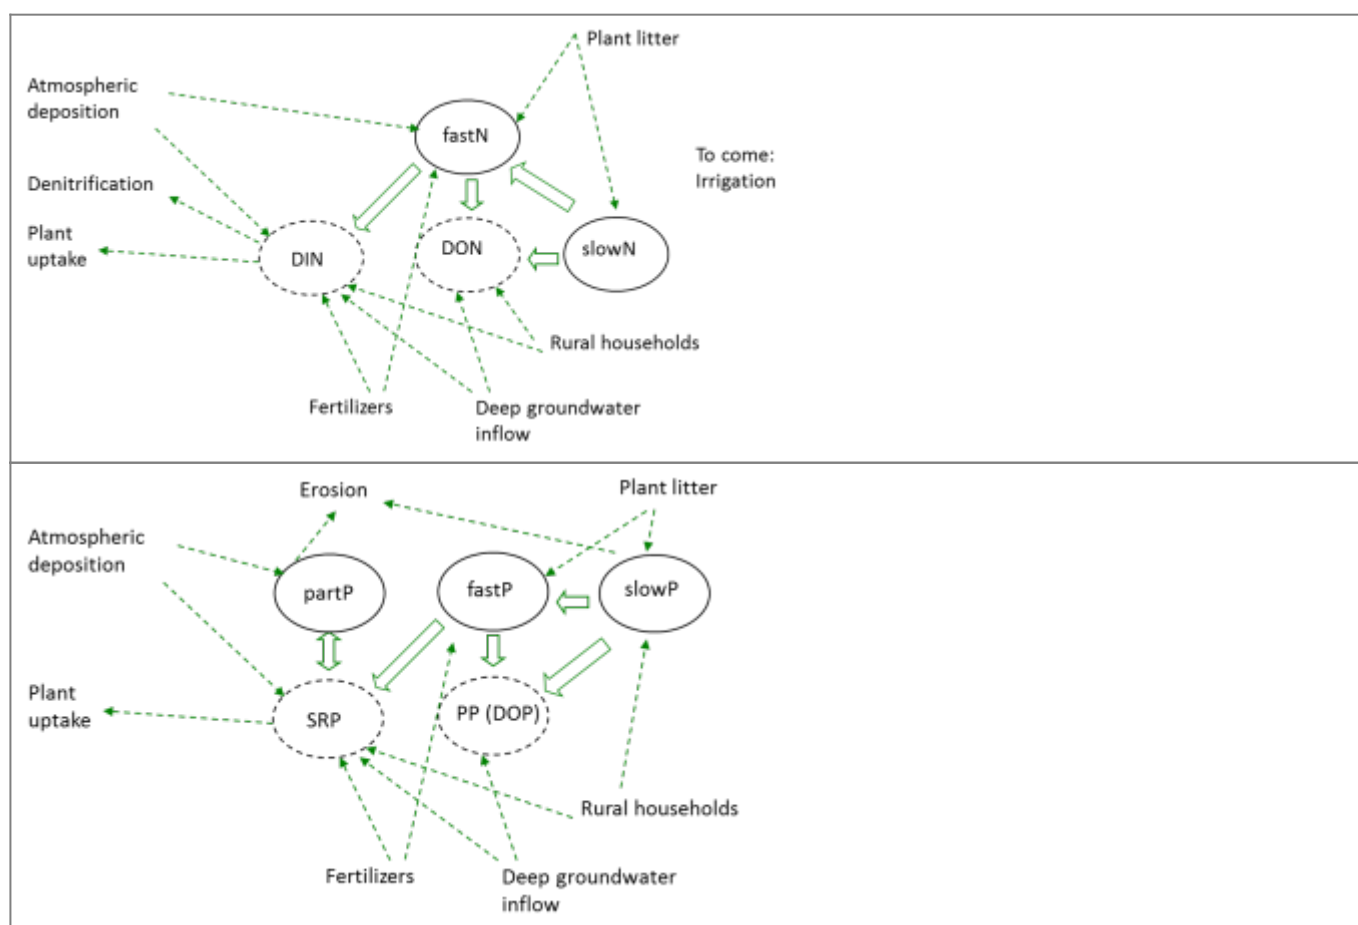 Plant litter
Atmospheric
deposition
fastN
To come:
Irrigation
Denitrification
Plant
uptake
DIN
DON
slowN
Rural households
Fertilizers
Deep groundwater
inflow
Erosion
Plant litter
Atmospheric
deposition
partP
fastP
slowP
Plant
uptake
SRP
PP (DOP)
Rural households
Fertilizers
Deep groundwater
inflow